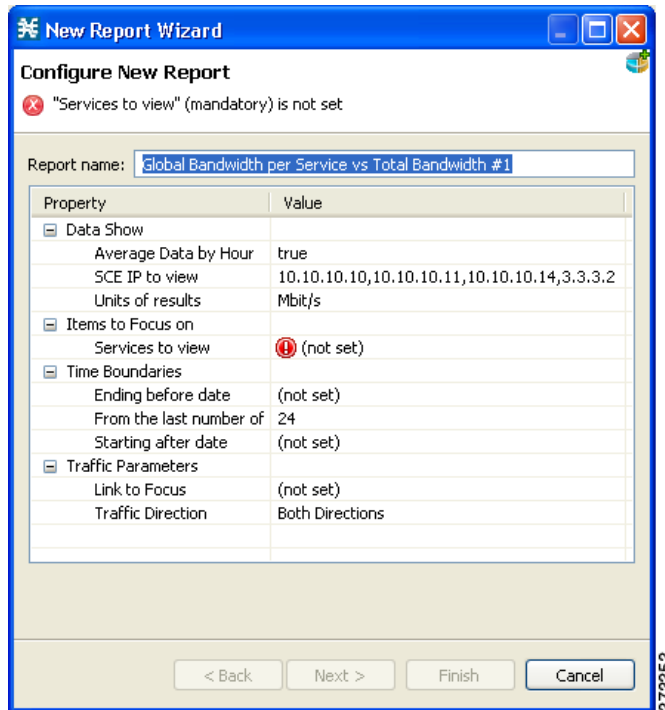 New Report Wizard
Configure New Report
"Services to view" (mandatory) is not set
Report name: Global Bandwidth per Service vs Total Bandwidth #1
Property Value
Data Show
Average Data by Hour true
SCE IP to view 10.10.10.10,10.10.10.11,10.10.10.14,3.3.3.2
Units of results Mbit/s
Items to Focus on
Services to view (not set)
Time Boundaries
Ending before date (not set)
From the last number of 24
Starting after date (not set)
Traffic Parameters
Link to Focus (not set)
Traffic Direction Both Directions
< Back Next > Finish Cancel